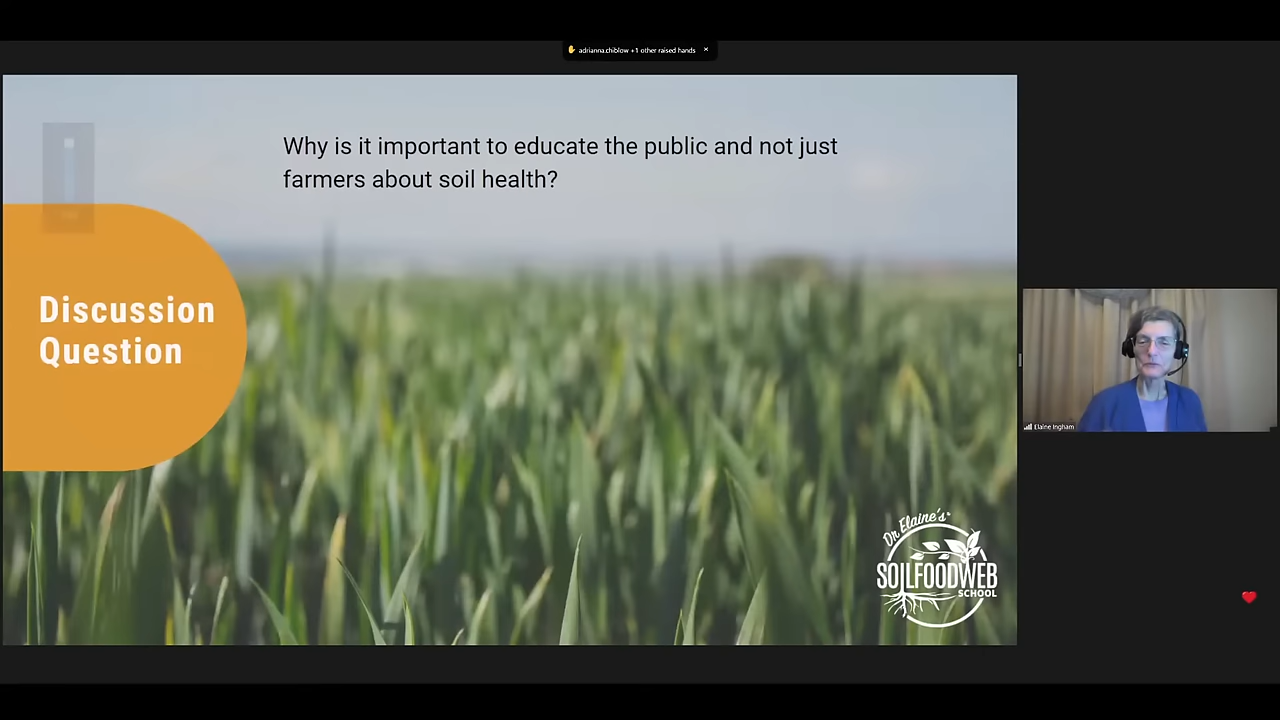 adrianna.chiblow +1 other raised hands
Why is it important to educate the public and not just
farmers about soil health?
Discussion
Question
Elaine Ingham
Dr Elaine's
SOILFOODWEB
SCHOOL